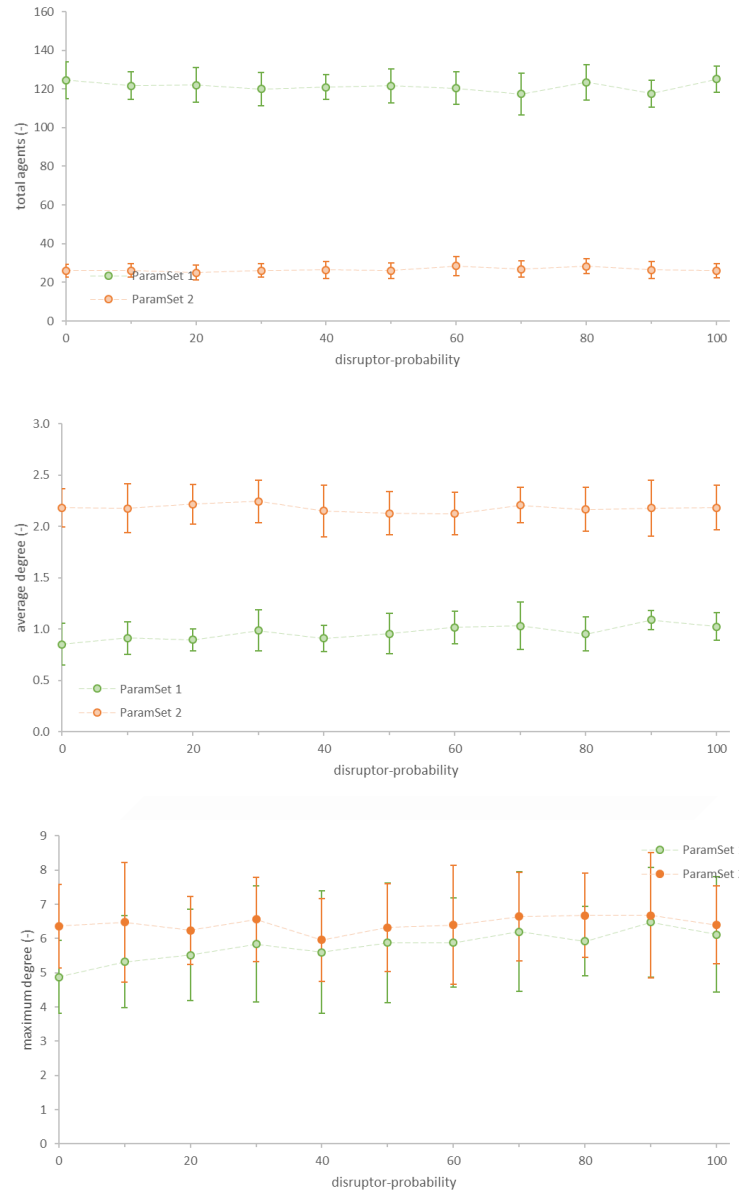 160
140
120
100
80
60
40
20
0
total agents (-)
ParamSet 1
ParamSet 2
0 20 40 60 80 100
disruptor-probability
3.0
2.5
2.0
1.5
1.0
0.5
0.0
average degree (-)
ParamSet 1
ParamSet 2
0 20 40 60 80 100
disruptor-probability
9
8
7
6
5
4
3
2
1
0
maximum degree (-)
ParamSet
ParamSet
0 20 40 60 80 100
disruptor-probability